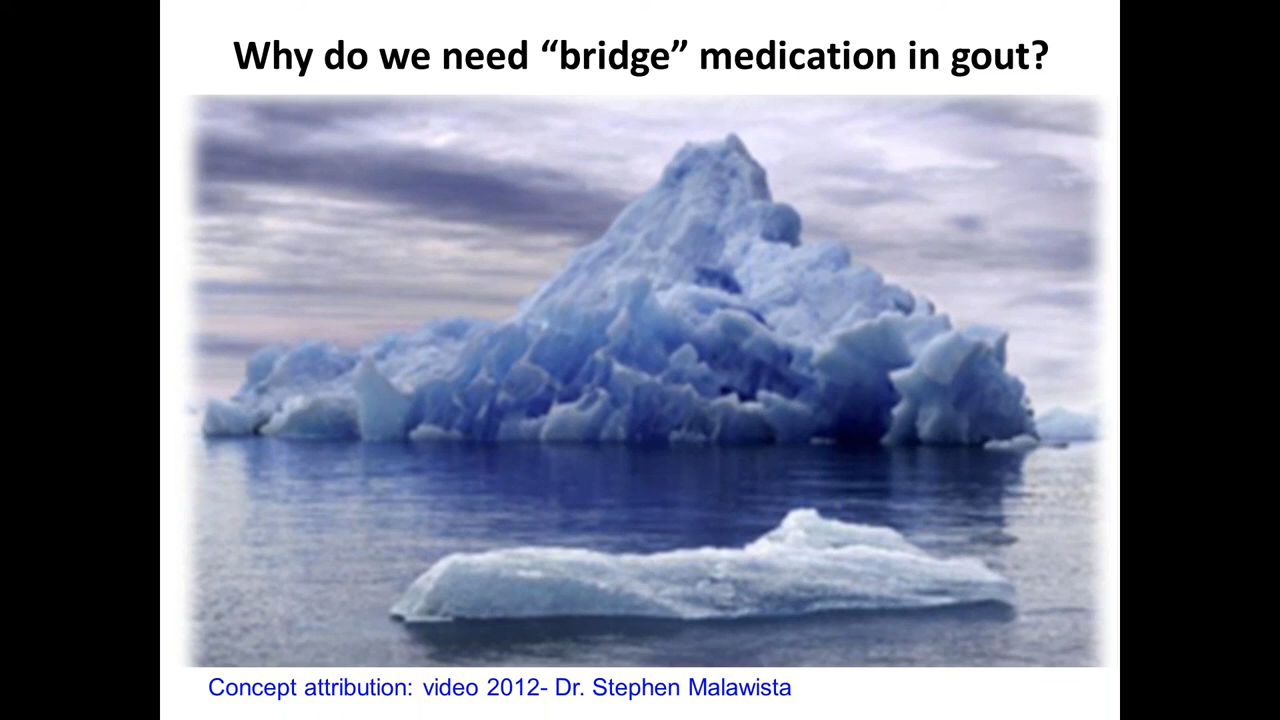 Why do we need “bridge” medication in gout?
Concept attribution: video 2012- Dr. Stephen Malawista